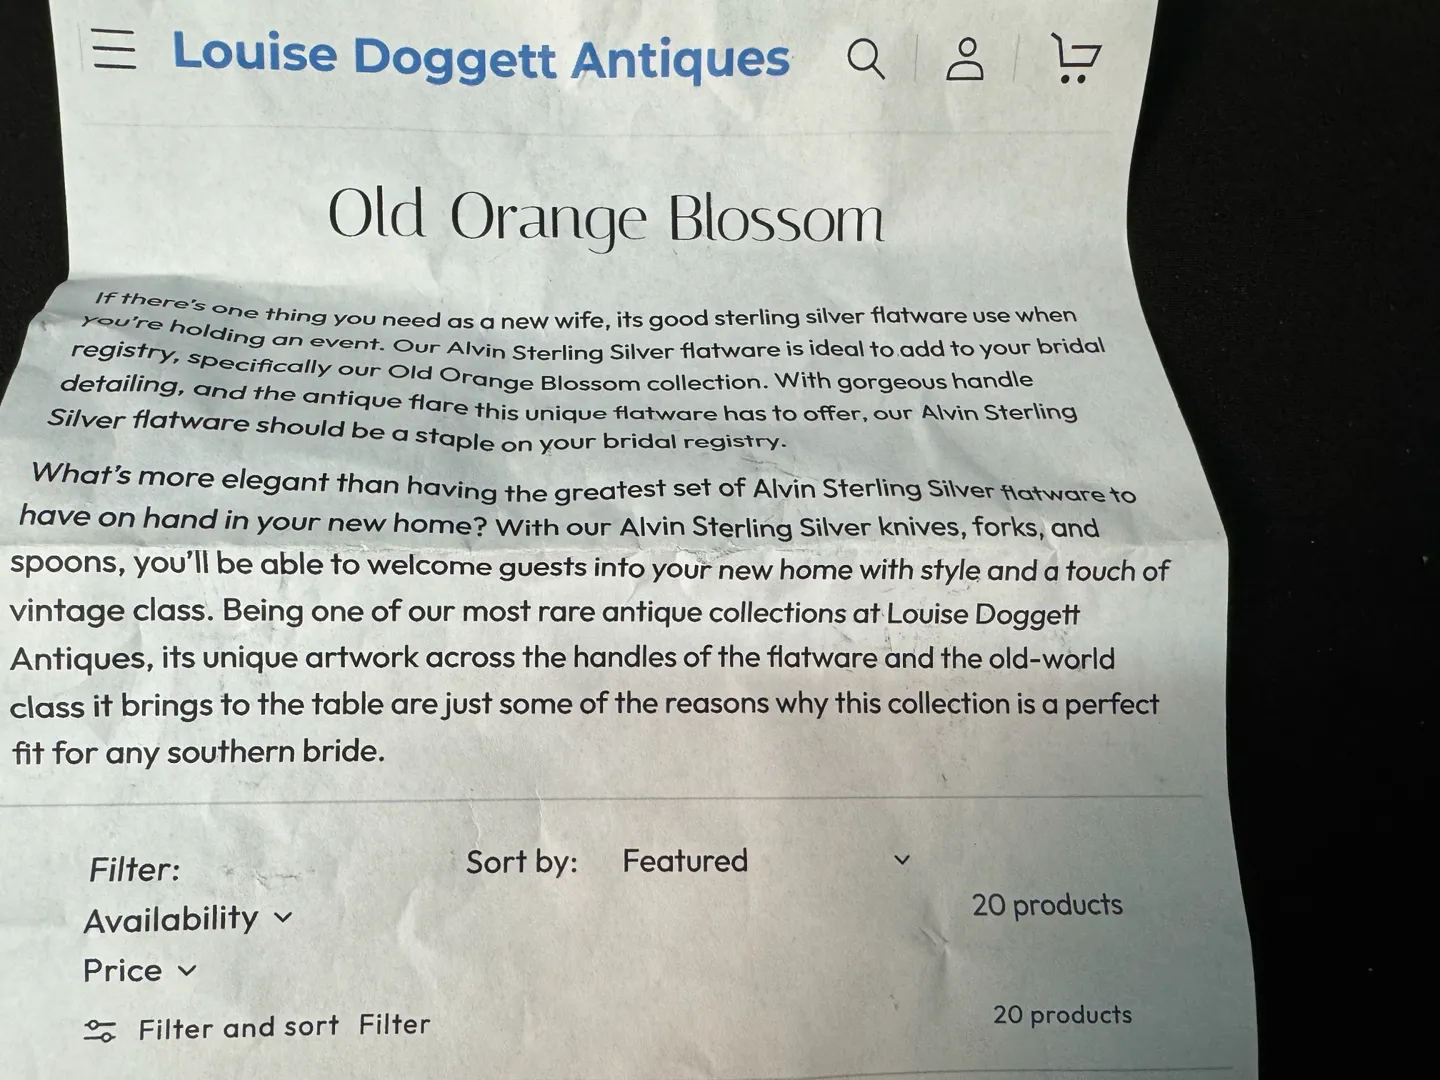 Louise Doggett Antiques
Old Orange Blossom
If there's one thing you need as a new wife, its good sterling silver flatware use when
you're holding an event. Our Alvin Sterling Silver flatware is ideal to add to your bridal
registry, specifically our Old Orange Blossom collection. With gorgeous handle
detailing, and the antique flare this unique flatware has to offer, our Alvin Sterling
Silver flatware should be a staple on your bridal registry.
What's more elegant than having the greatest set of Alvin Sterling Silver flatware to
have on hand in your new home? With our Alvin Sterling Silver knives, forks, and
spoons, you'll be able to welcome guests into your new home with style and a touch of
vintage class. Being one of our most rare antique collections at Louise Doggett
Antiques, its unique artwork across the handles of the flatware and the old-world
class it brings to the table are just some of the reasons why this collection is a perfect
fit for any southern bride.
Filter:
Sort by: Featured
Availability
20 products
Price
Filter and sort Filter
20 products